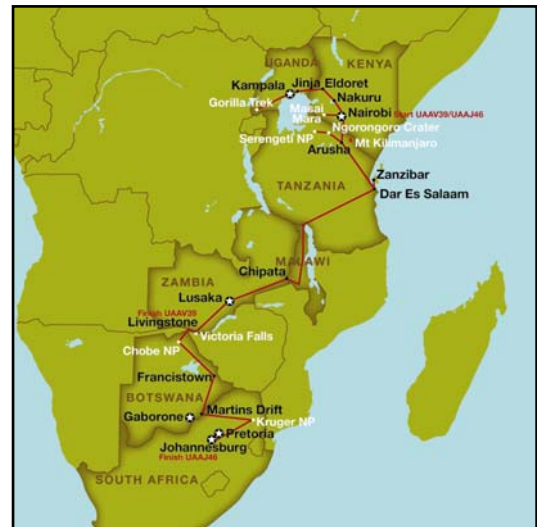 UGANDA
KENYA
Kampala
Jinja
Eldoret
Gorilla Trek
Nakuru
Masai
Mara
Nairobi
Start UAAV39/UAAJ46
Ngorongoro Crater
Serengeti NP
Mt Kilimanjaro
Arusha
Zanzibar
TANZANIA
Dar Es Salaam
MALAWI
Chipata
ZAMBIA
Lusaka
Finish UAAV39
Livingstone
Victoria Falls
Chobe NP
Francistown
BOTSWANA
Martins Drift
Gaborone
Kruger NP
Pretoria
Johannesburg
Finish UAAJ46
SOUTH AFRICA